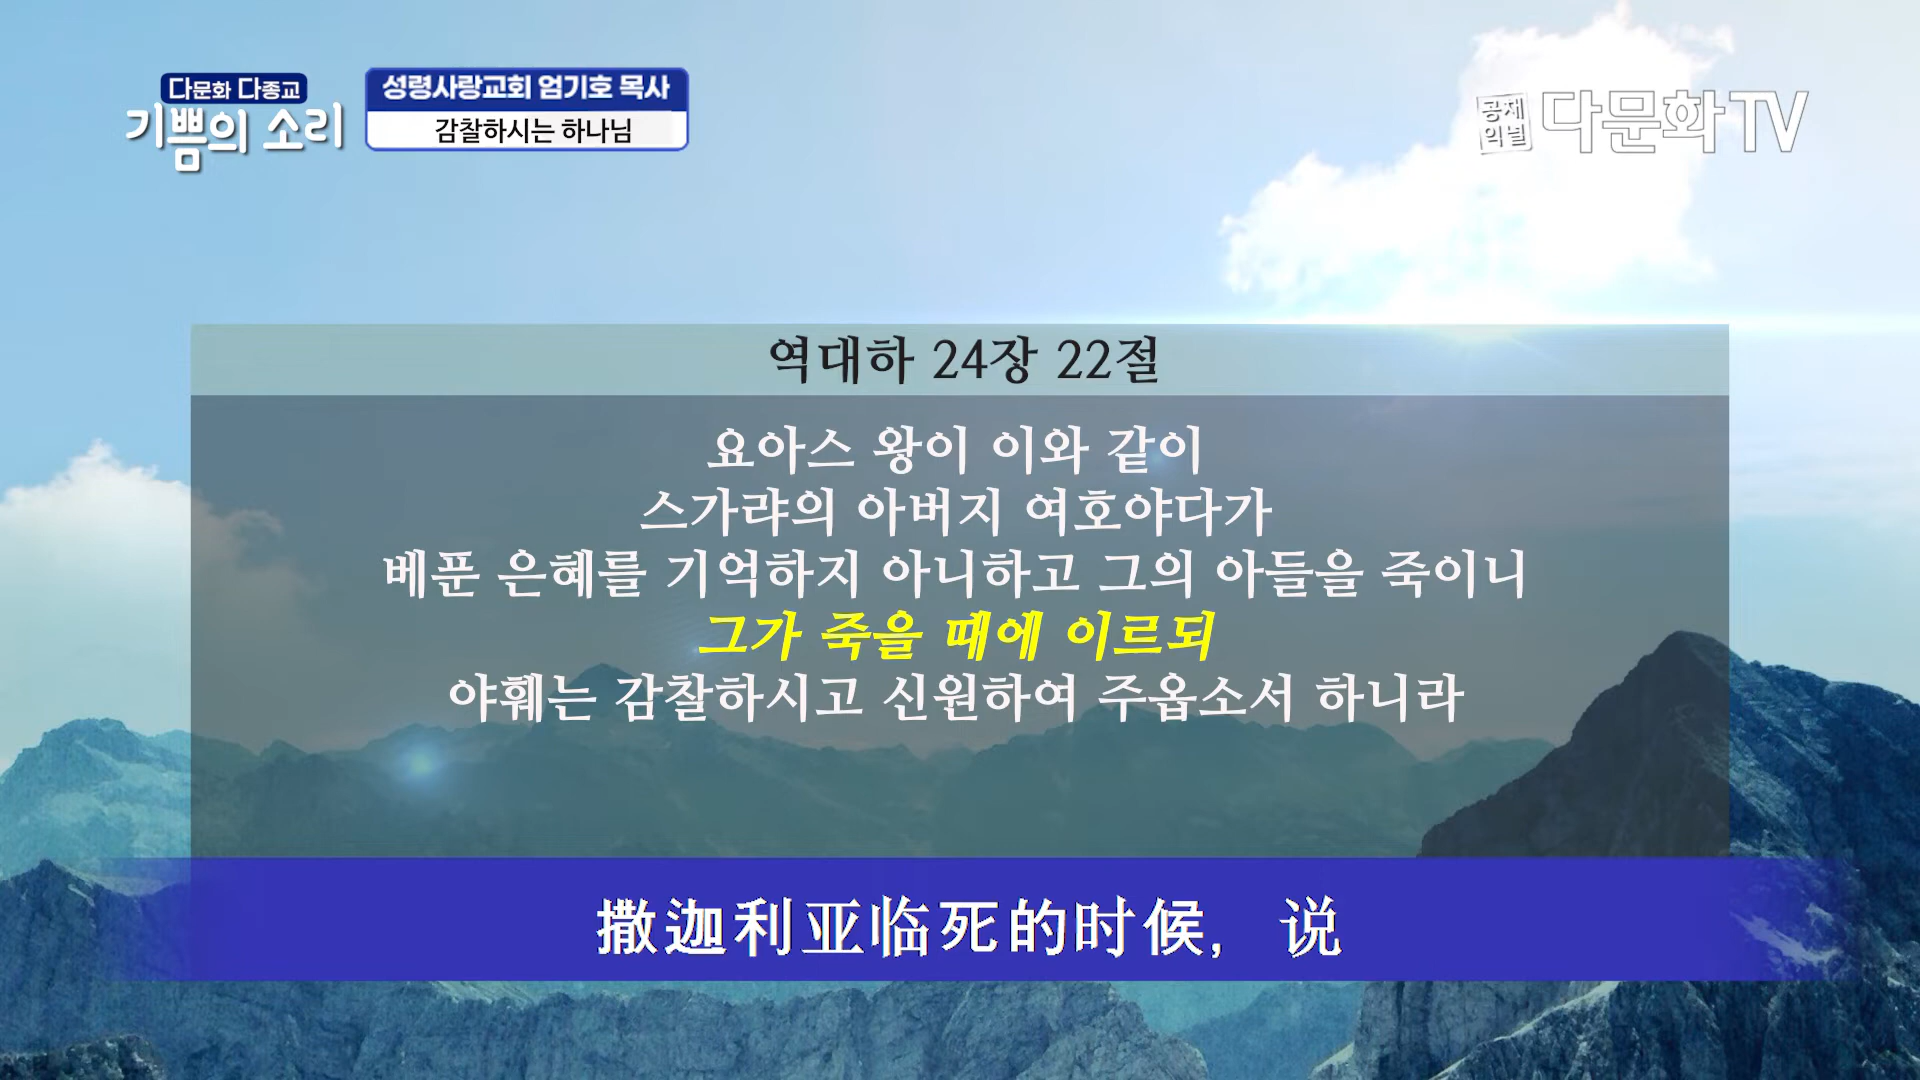 다문화 다종교
기쁨의 소리
성령사랑교회 엄기호 목사
감찰하시는 하나님
공채
익널
다문화TV
역대하 24장 22절
요아스 왕이 이와 같이
스가랴의 아버지 여호야다가
베푼 은혜를 기억하지 아니하고 그의 아들을 죽이니
그가 죽을 때에 이르되
야훼는 감찰하시고 신원하여 주옵소서 하니라
撒迦利亚临死的时候， 说